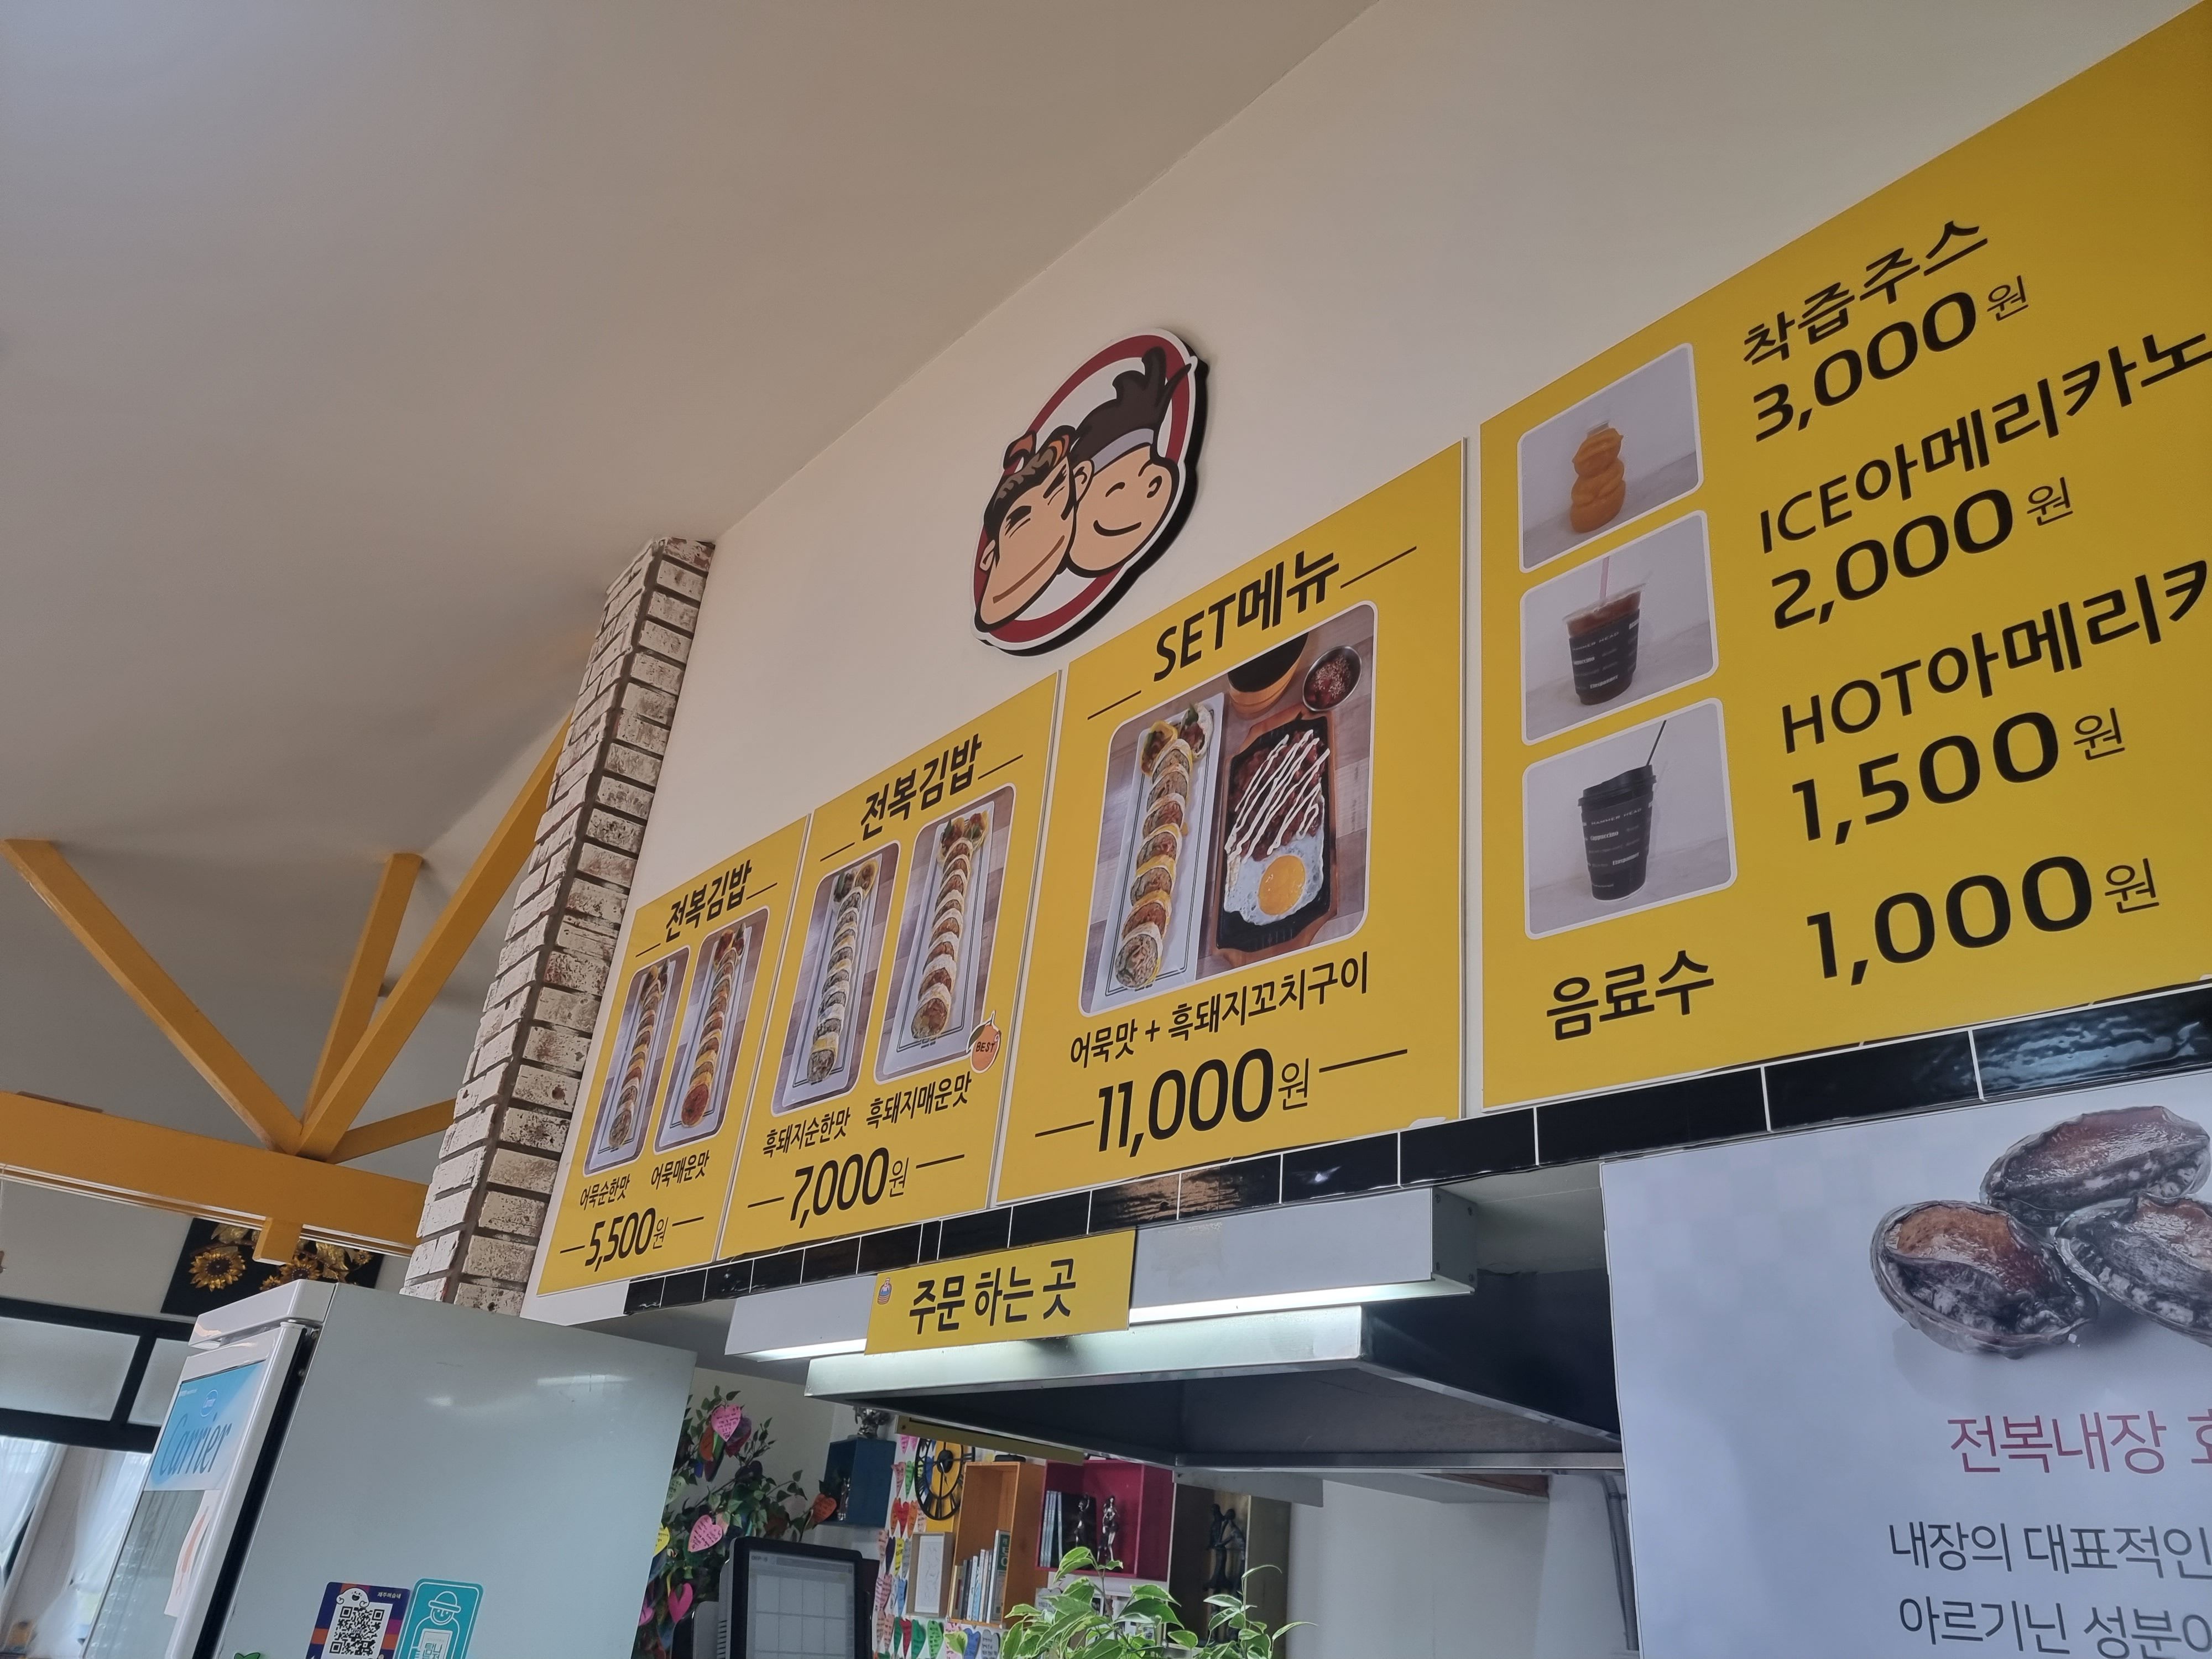 전복김밥
어묵순한맛 어묵매운맛
5,500원
전복김밥
BEST
흑돼지순한맛 흑돼지매운맛
7,000원
SET메뉴
어묵맛 + 흑돼지꼬치구이
11,000원
착즙주스
3,000원
ICE아메리카노
2,000원
HOT아메리카
1,500원
음료수 1,000원
주문 하는 곳
Carrier
전복내장
내장의 대표적인
아르기닌 성분